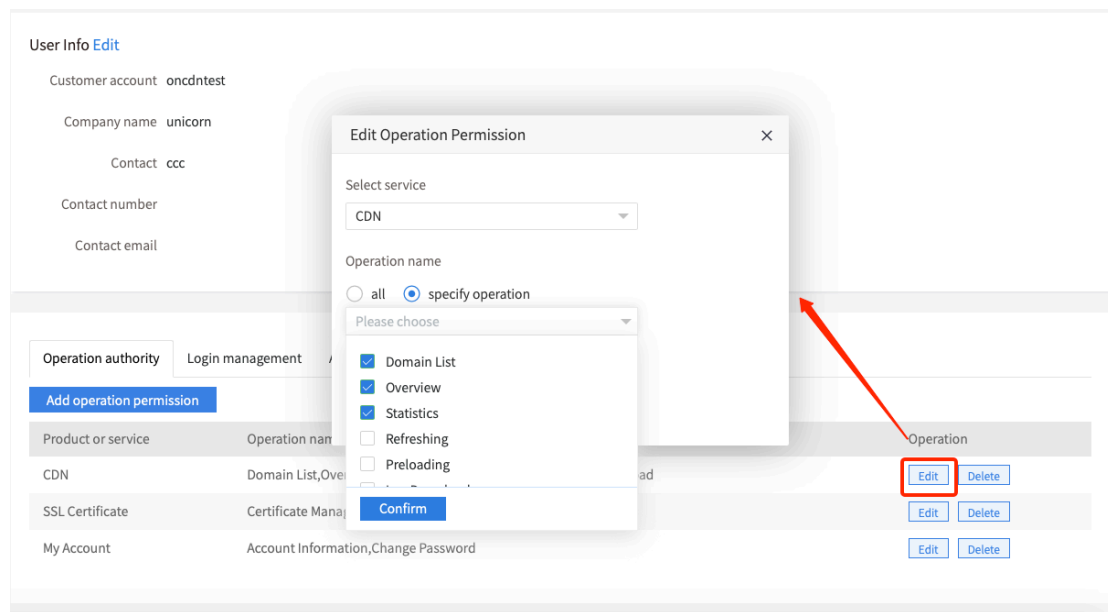 User Info Edit
Customer account oncdntest
Company name unicorn
Contact ccc
Contact number
Contact email
Edit Operation Permission
Select service
CDN
Operation name
all specify operation
Please choose
Domain List
Overview
Statistics
Refreshing
Preloading
Confirm
Operation authority Login management
Add operation permission
Product or service Operation Operation
CDN Domain List, Edit Delete
SSL Certificate Certificate Edit Delete
My Account Account Information,Change Password Edit Delete